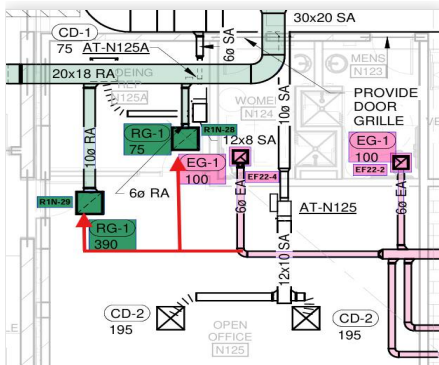 30x20 SA
CD-1
75
AT-N125A
6ø SA
MENS
N123
20x18 RA
N125A
WOMEN
N124
10ø SA
PROVIDE
DOOR
GRILLE
RG-1
75
R1N-28
12x8 SA
EG-1
100
EG-1
100
10ø RA
6ø RA
EF22-4
EF22-2
R1N-29
6ø EA
6ø EA
AT-N125
RG-1
390
12x10 SA
CD-2
195
CD-2
195
OPEN
OFFICE
N125